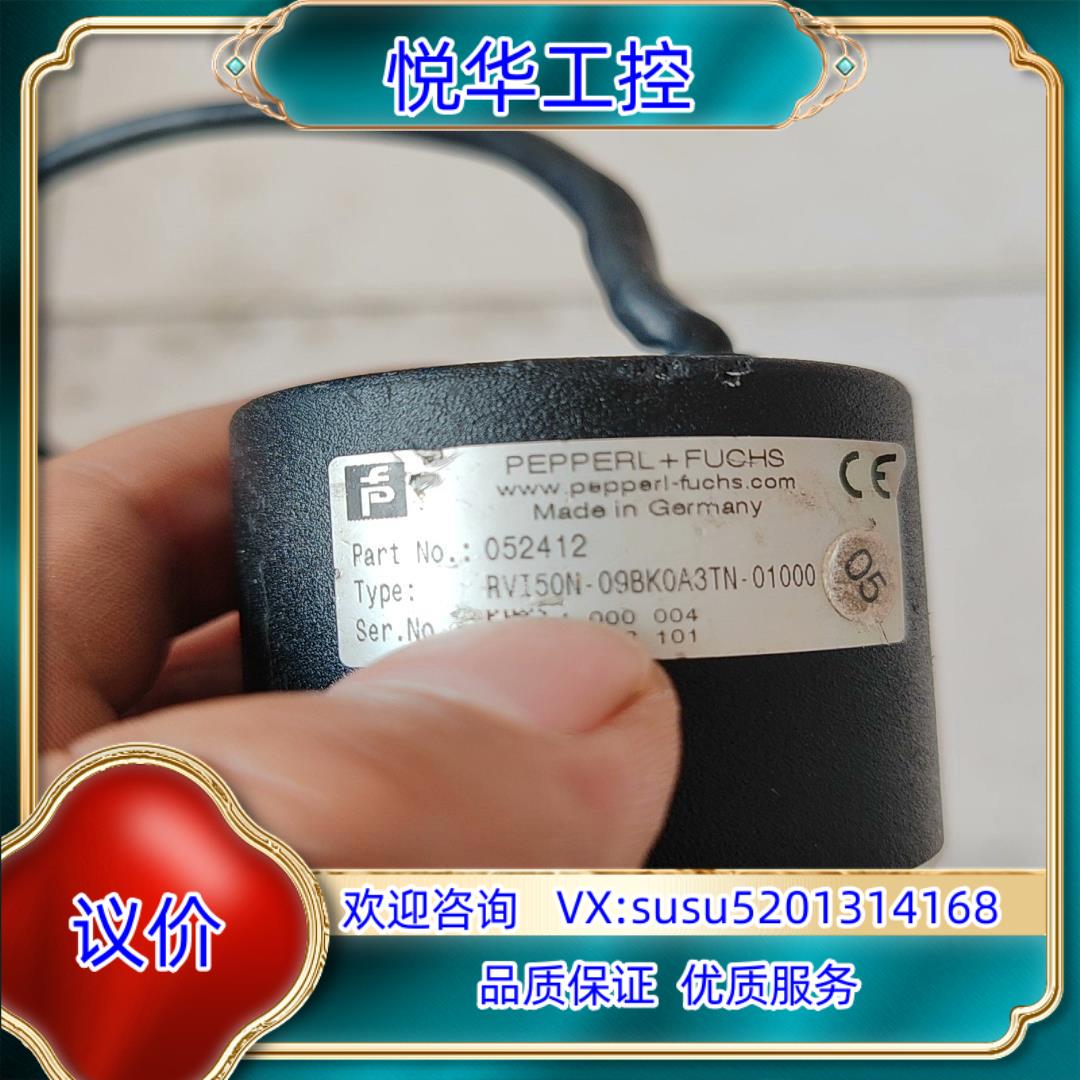 悦华工控
PEPPERL+FUCHS
www.pepperl-fuchs.com
Made in Germany
CE
Part No.: 052412
Type: RVI50N-09BK0A3TN-01000
05
Ser.No 000 004
101
议价
欢迎咨询 VX:susu5201314168
品质保证 优质服务